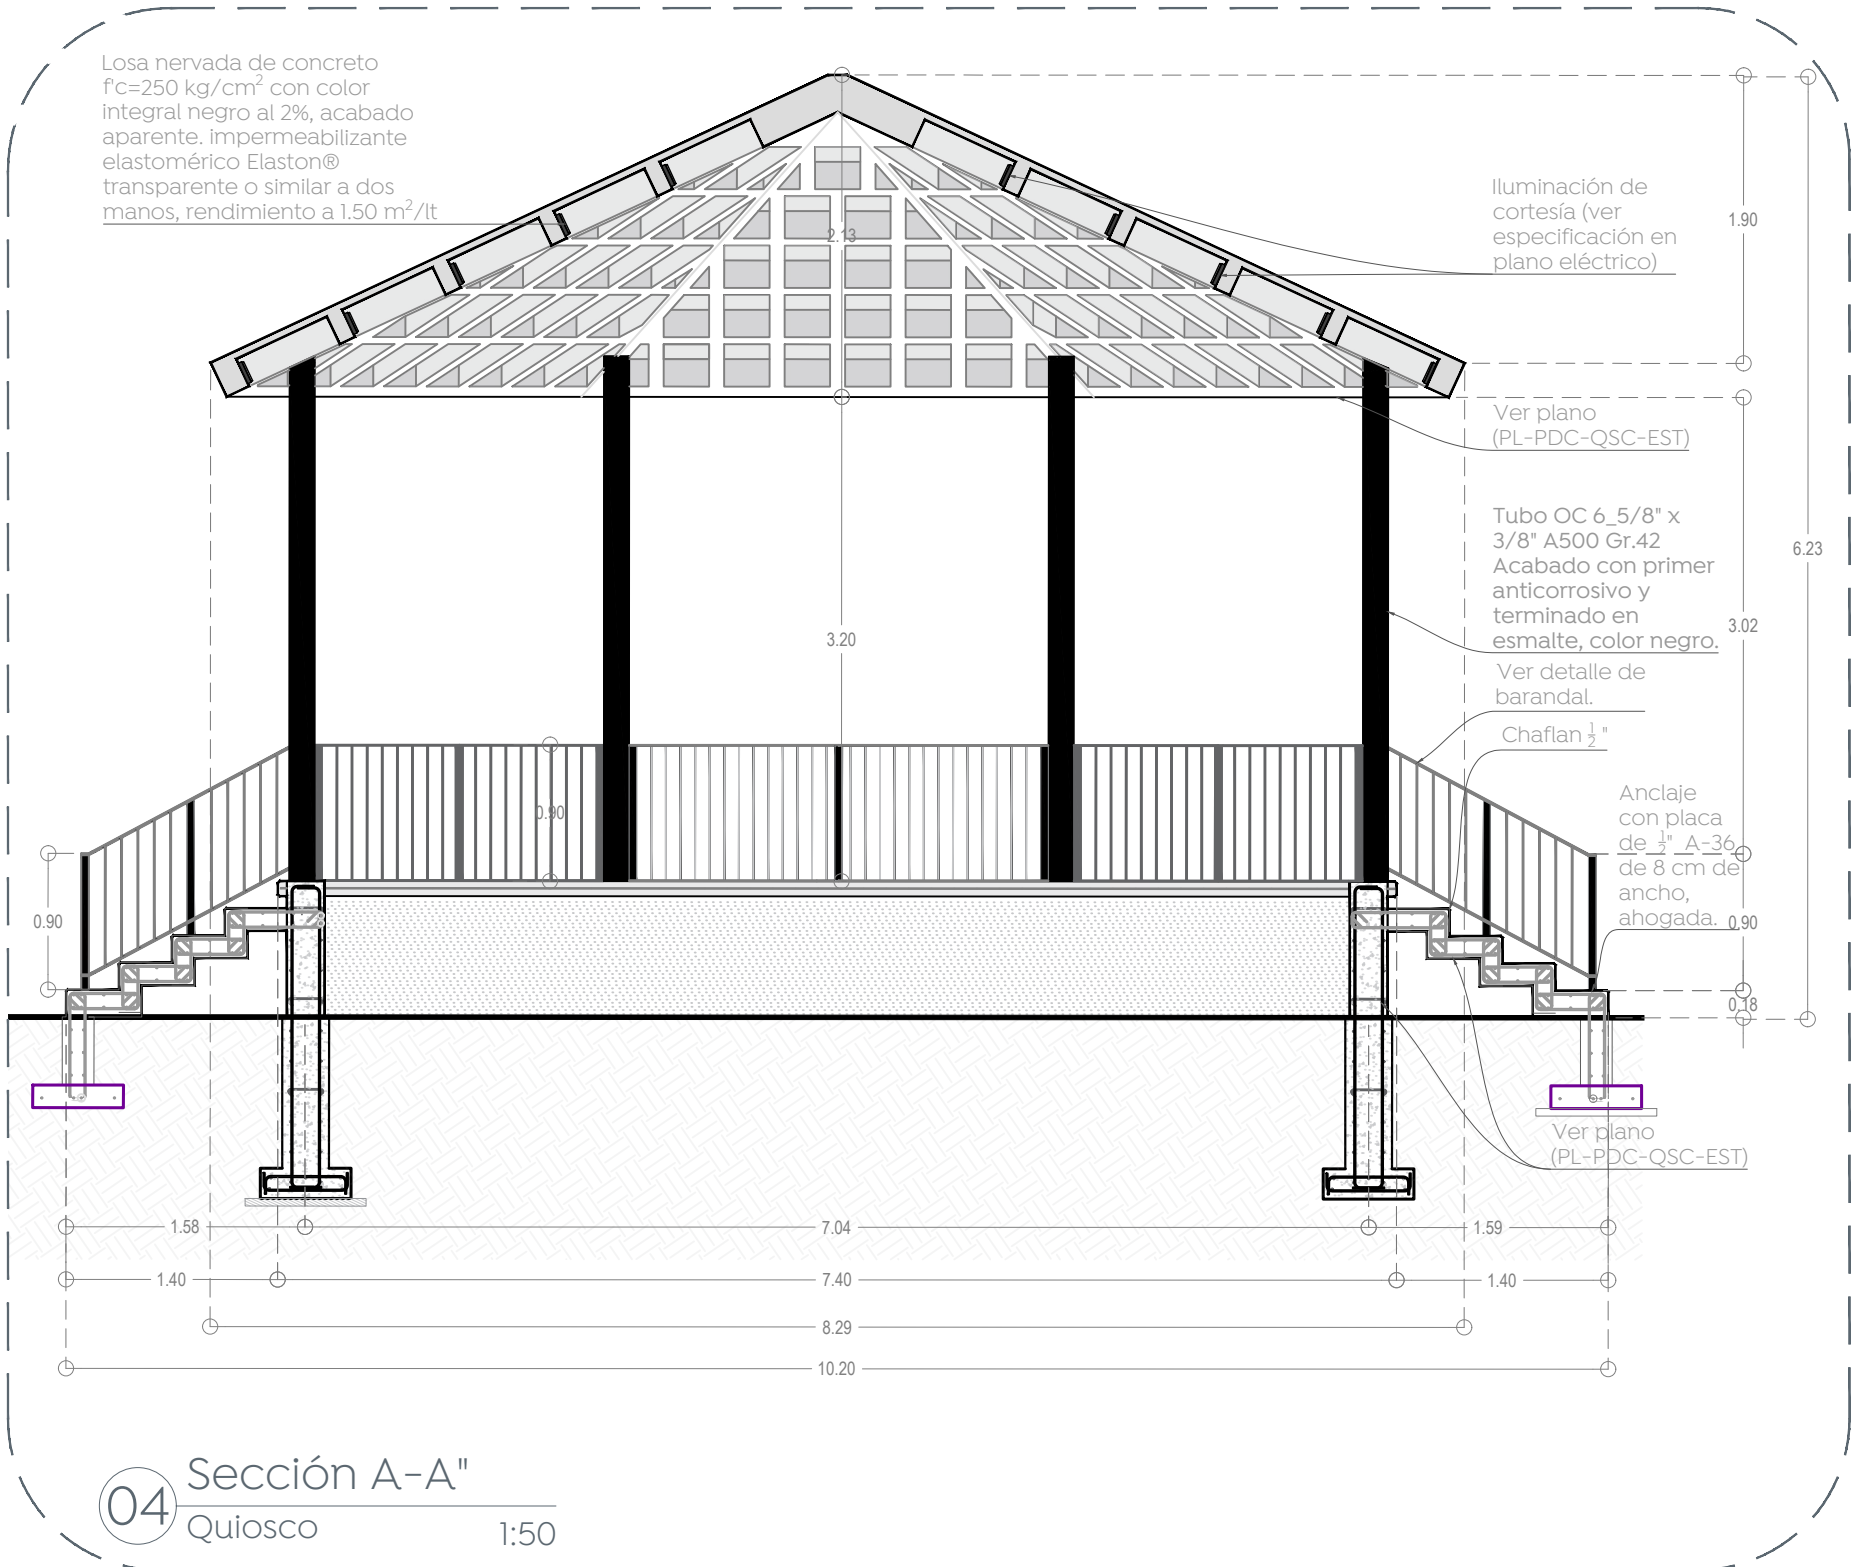 Losa nervada de concreto
f'c=250 kg/cm² con color
integral negro al 2%, acabado
aparente. impermeabilizante
elastomérico Elaston®
transparente o similar a dos
manos, rendimiento a 1.50 m²/lt
Iluminación de
cortesía (ver
especificación en
plano eléctrico)
1.90
2.13
Ver plano
(PL-PDC-QSC-EST)
Tubo OC 6_5/8" x
3/8" A500 Gr.42
Acabado con primer
anticorrosivo y
terminado en
esmalte, color negro.
6.23
3.02
3.20
Ver detalle de
barandal.
Chaflan ½"
Anclaje
con placa
de ½" A-36
de 8 cm de
ancho,
ahogada.
0.90
0.90
0.90
0.18
Ver plano
(PL-PDC-QSC-EST)
1.58
7.04
1.59
1.40
7.40
1.40
8.29
10.20
04
Sección A-A"
Quiosco
1:50